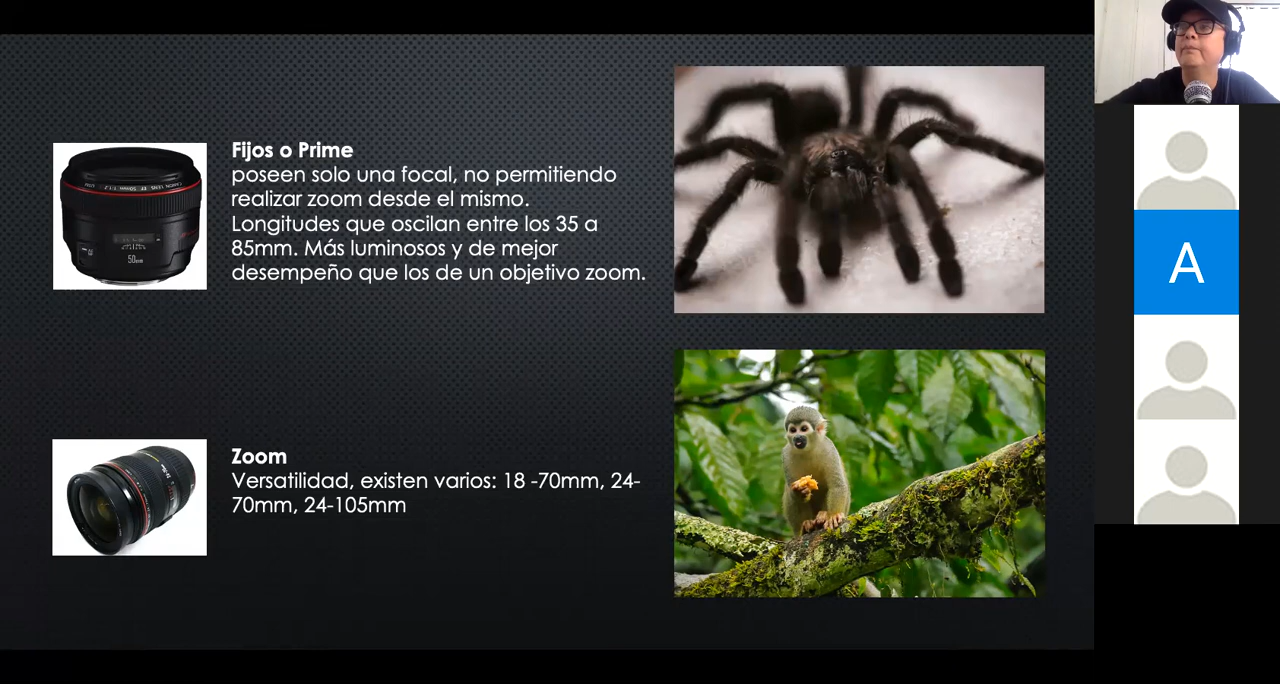 Fijos o Prime
poseen solo una focal, no permitiendo
realizar zoom desde el mismo.
Longitudes que oscilan entre los 35 a
85mm. Más luminosos y de mejor
desempeño que los de un objetivo zoom.
50mm
Zoom
Versatilidad, existen varios: 18 -70mm, 24-
70mm, 24-105mm
A